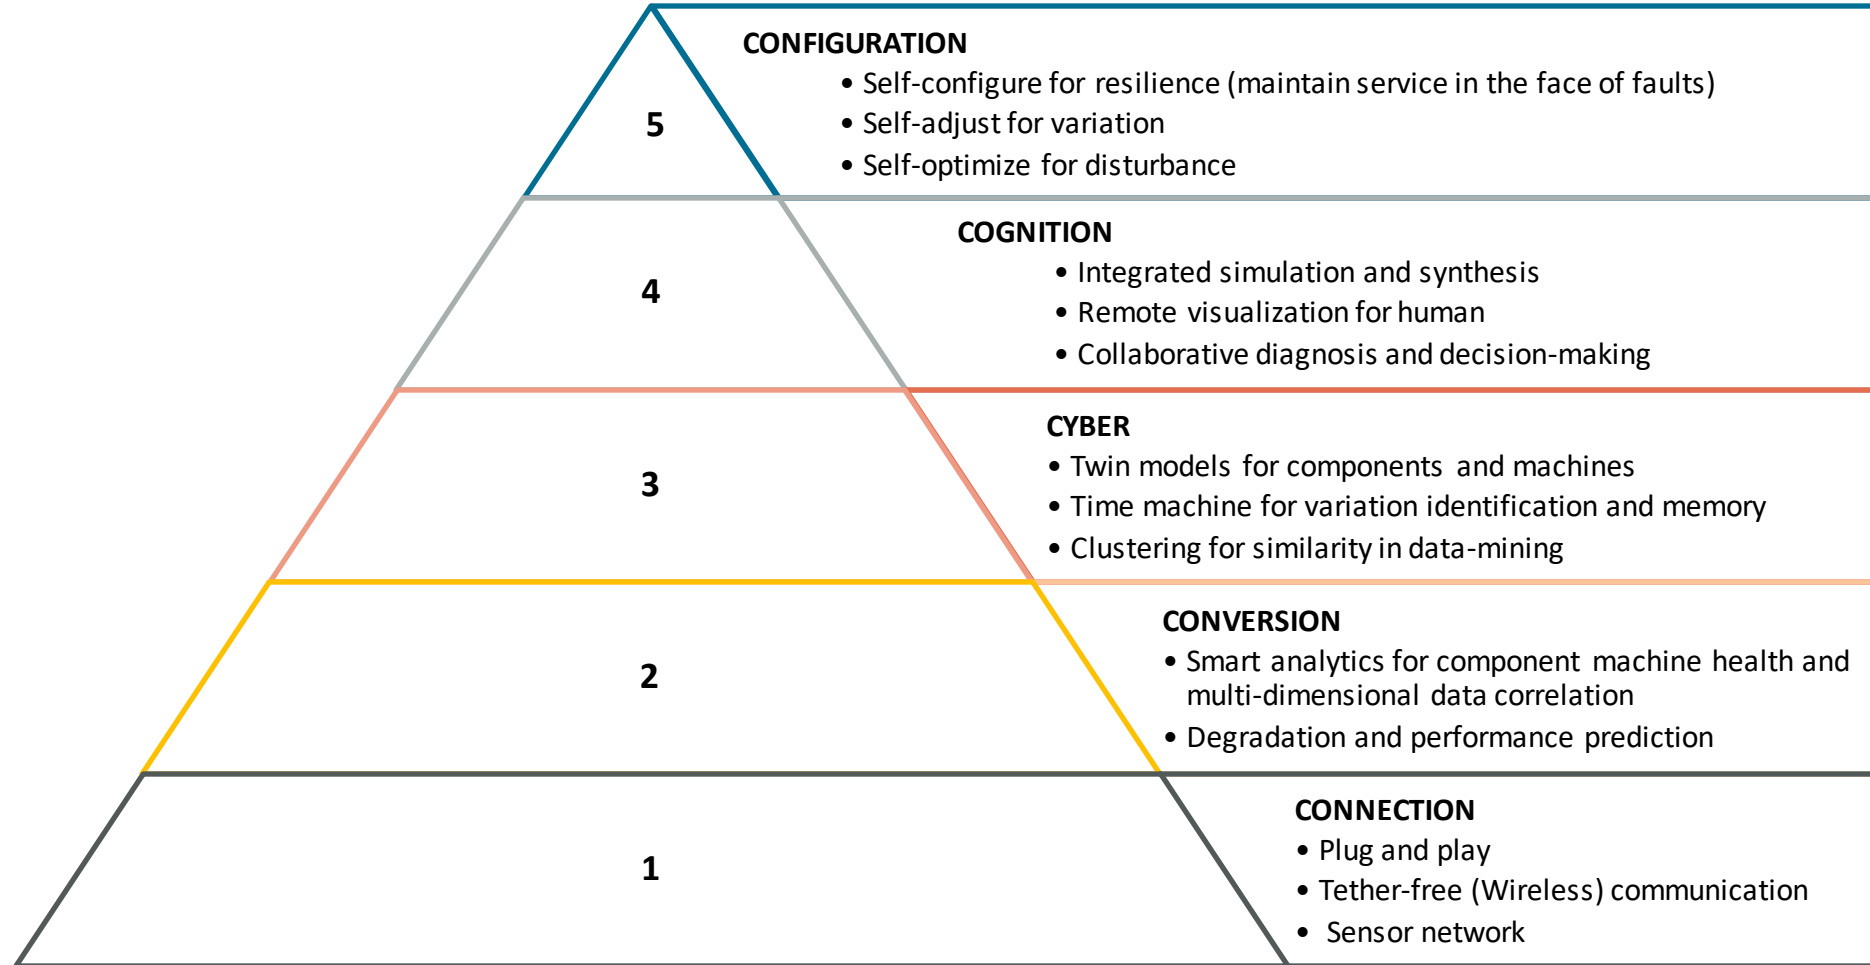 CONFIGURATION
• Self-configure for resilience (maintain service in the face of faults)
5
• Self-adjust for variation
• Self-optimize for disturbance
COGNITION
• Integrated simulation and synthesis
4
• Remote visualization for human
• Collaborative diagnosis and decision-making
CYBER
• Twin models for components and machines
3
• Time machine for variation identification and memory
• Clustering for similarity in data-mining
CONVERSION
• Smart analytics for component machine health and
2
multi-dimensional data correlation
• Degradation and performance prediction
CONNECTION
• Plug and play
1
• Tether-free (Wireless) communication
• Sensor network